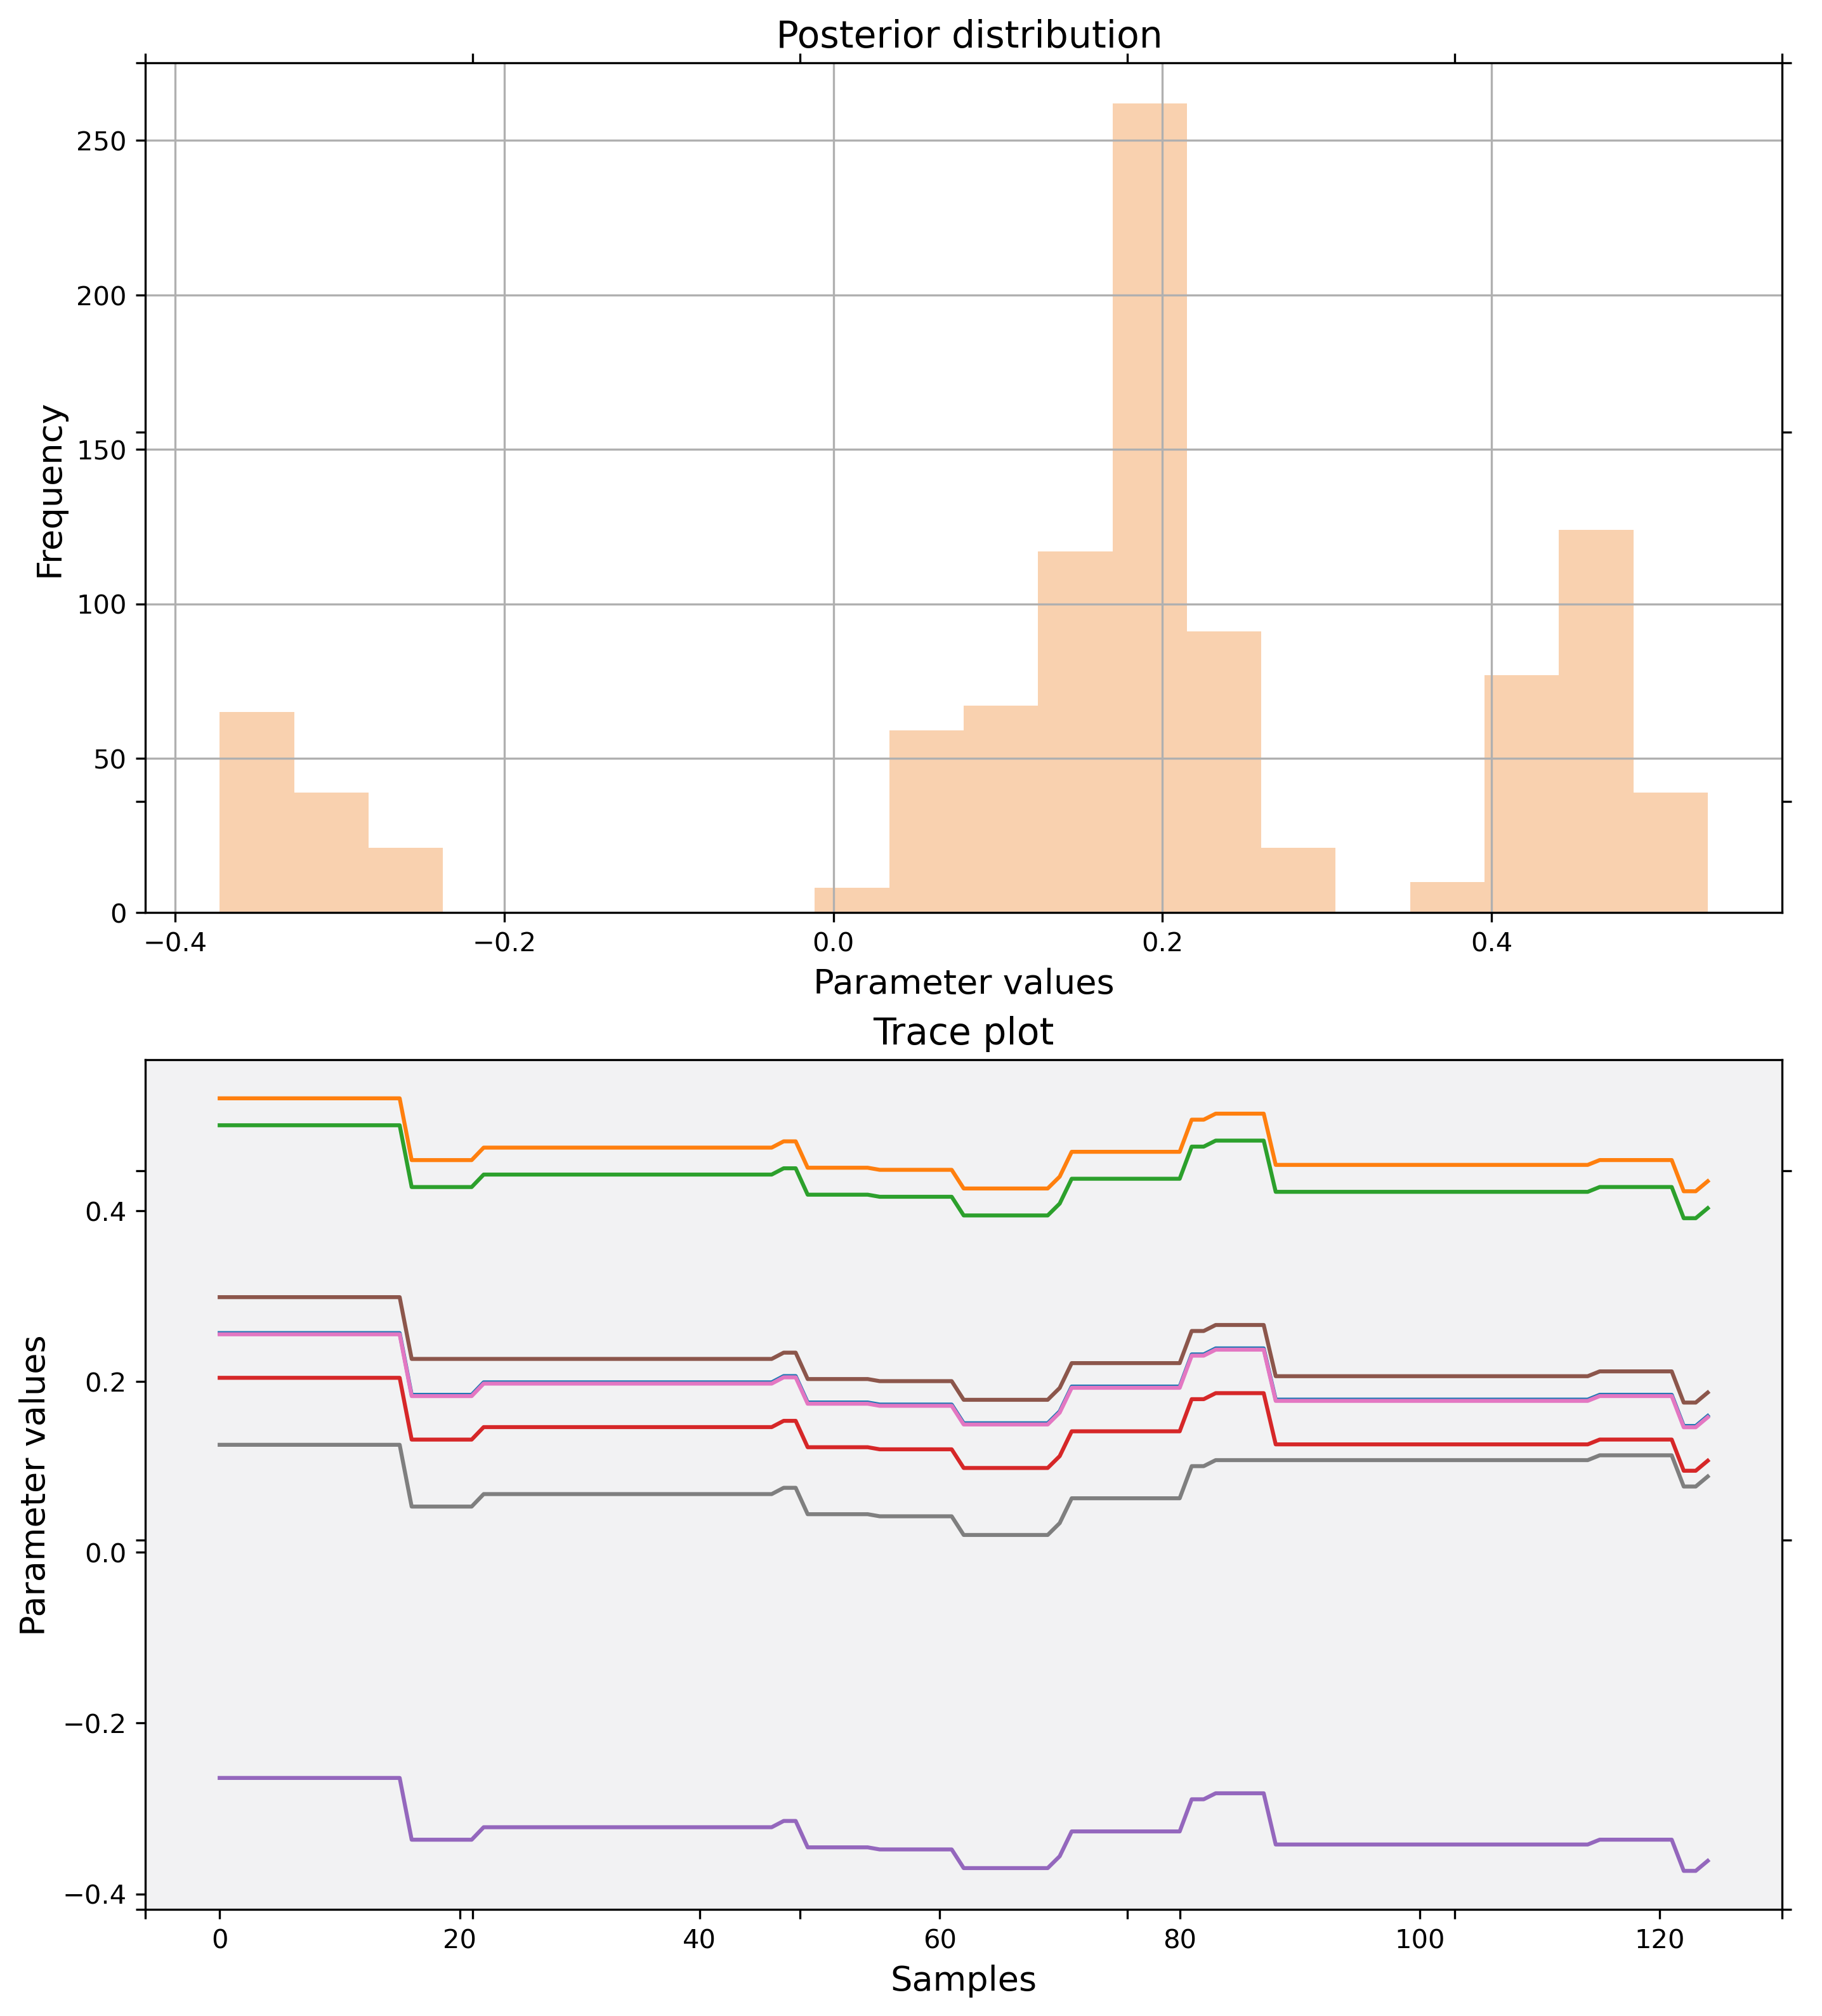 Posterior distribution
250
200
150
100
50
0
Frequency
−0.4 −0.2 0.0 0.2 0.4
Parameter values
Trace plot
0.4
0.2
0.0
−0.2
−0.4
Parameter values
0 20 40 60 80 100 120
Samples